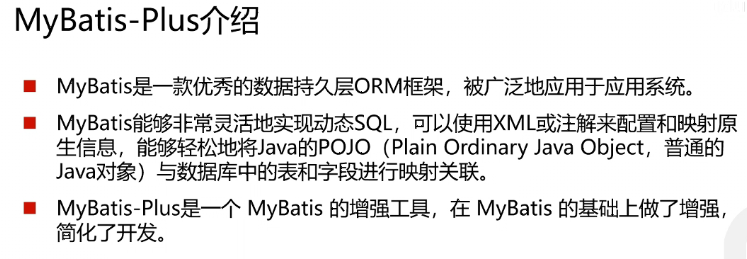 MyBatis-Plus介绍
MyBatis是一款优秀的数据持久层ORM框架，被广泛地应用于应用系统。
MyBatis能够非常灵活地实现动态SQL，可以使用XML或注解来配置和映射原
生信息，能够轻松地将Java的POJO（Plain Ordinary Java Object，普通的
Java对象）与数据库中的表和字段进行映射关联。
MyBatis-Plus是一个 MyBatis 的增强工具，在 MyBatis 的基础上做了增强，
简化了开发。